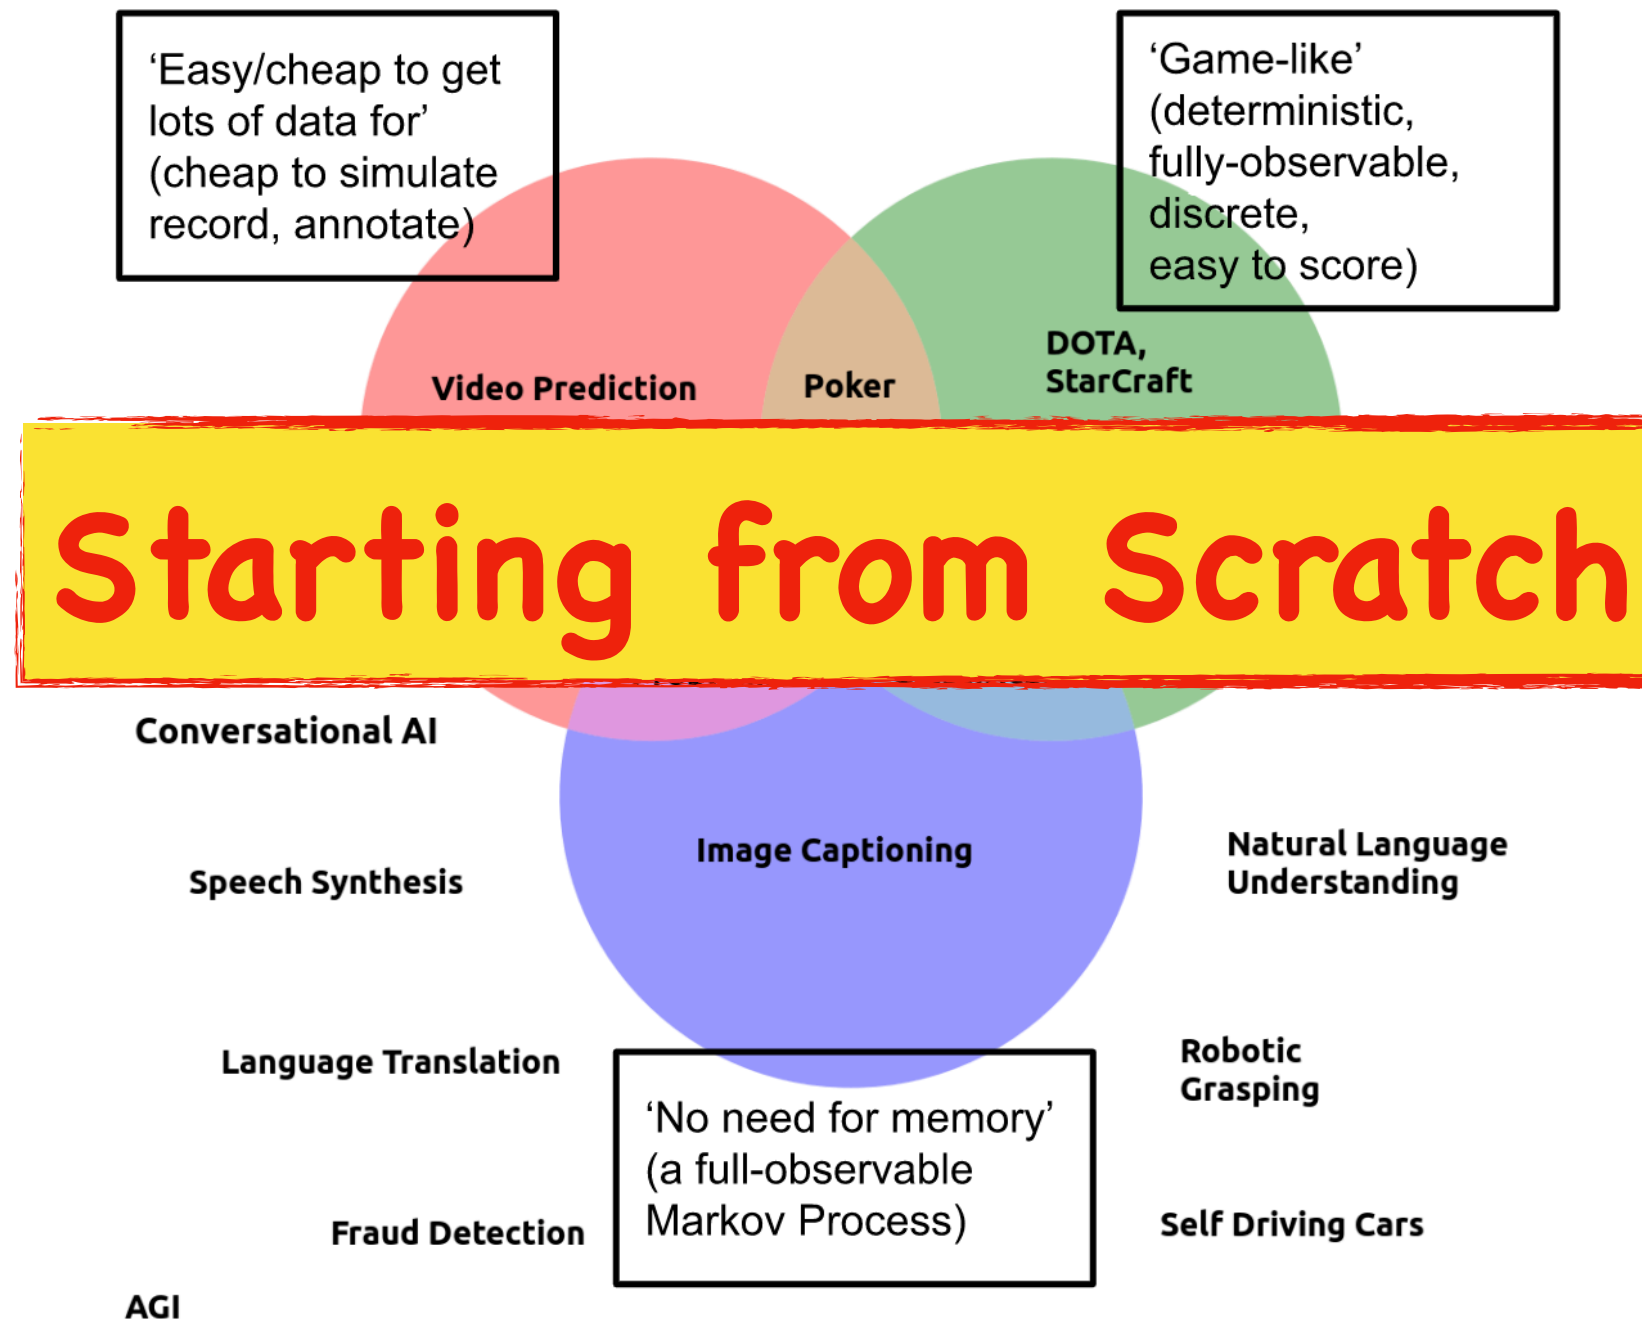 ‘Easy/cheap to get
lots of data for’
(cheap to simulate
record, annotate)
‘Game-like’
(deterministic,
fully-observable,
discrete,
easy to score)
DOTA,
StarCraft
Video Prediction
Poker
Starting from Scratch
Conversational AI
Image Captioning
Natural Language
Understanding
Speech Synthesis
Language Translation
Robotic
Grasping
‘No need for memory’
(a full-observable
Markov Process)
Fraud Detection
Self Driving Cars
AGI